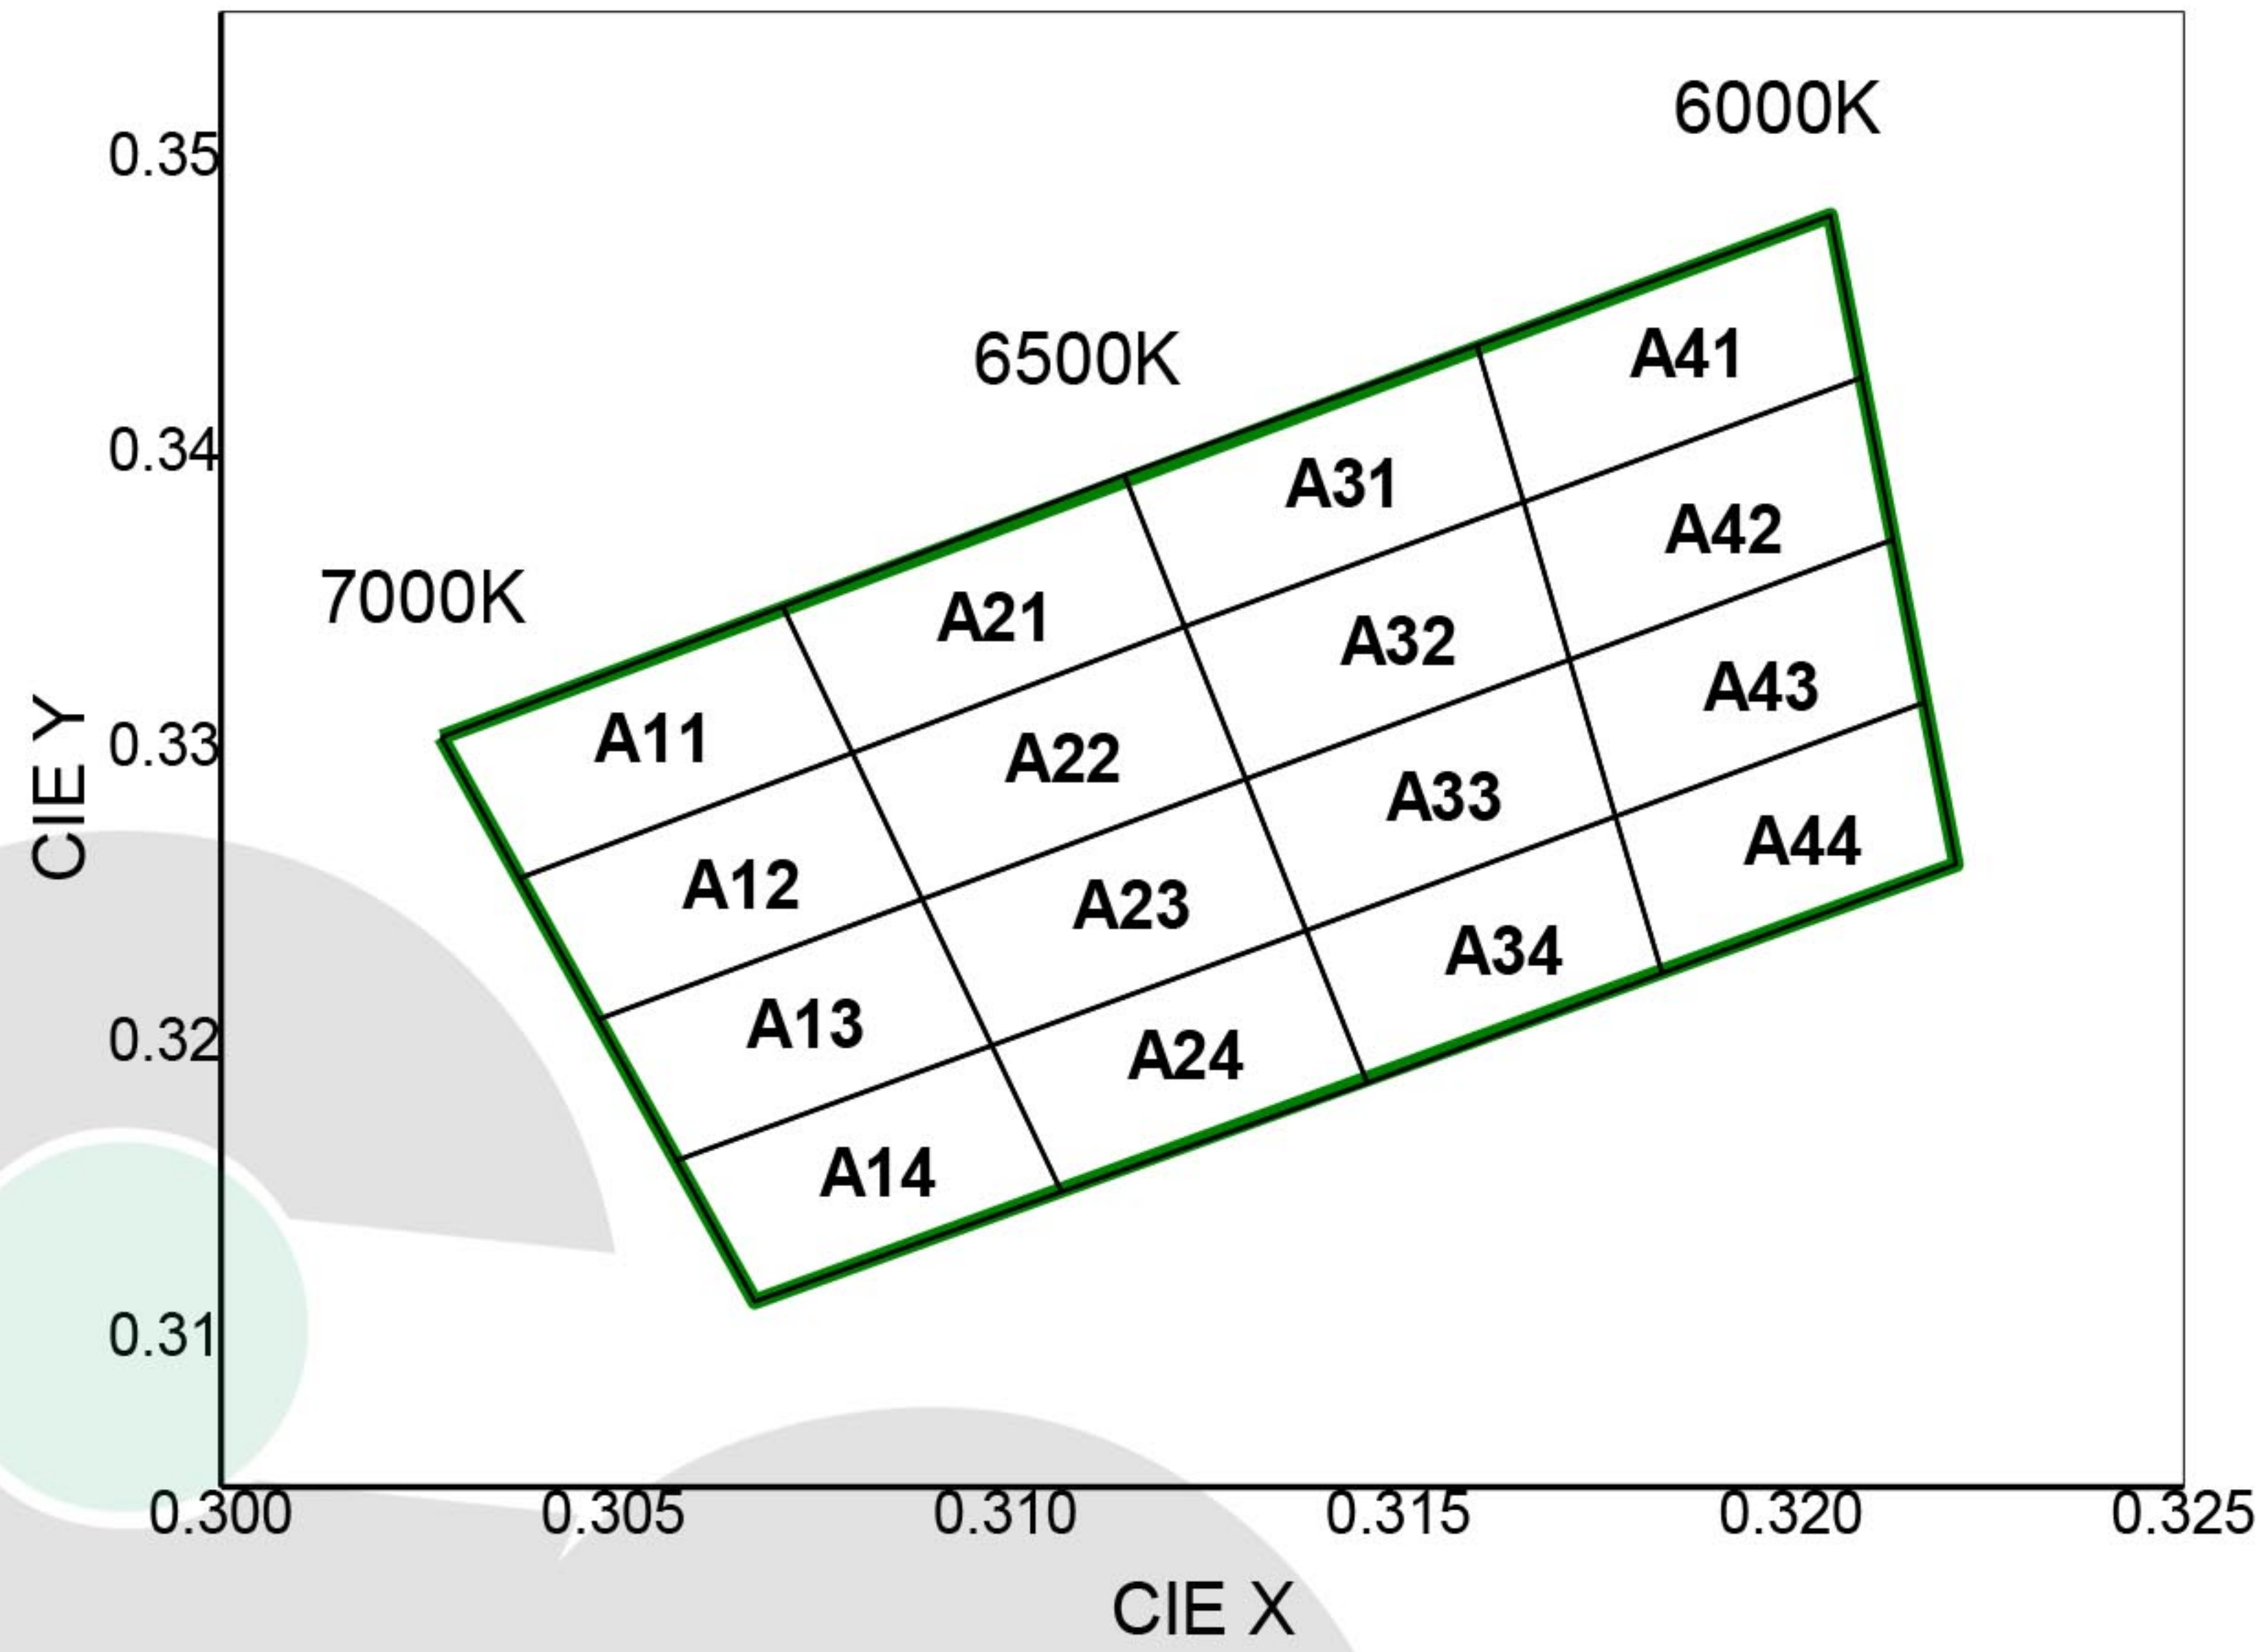 6000K
0.35
A41
6500K
0.34
A31
A42
7000K
A21
A32
A43
A11
0.33
A22
A33
CIE Y
A44
A12
A23
A34
A13
0.32
A24
A14
0.31
0.300 0.305 0.310 0.315 0.320 0.325
CIE X